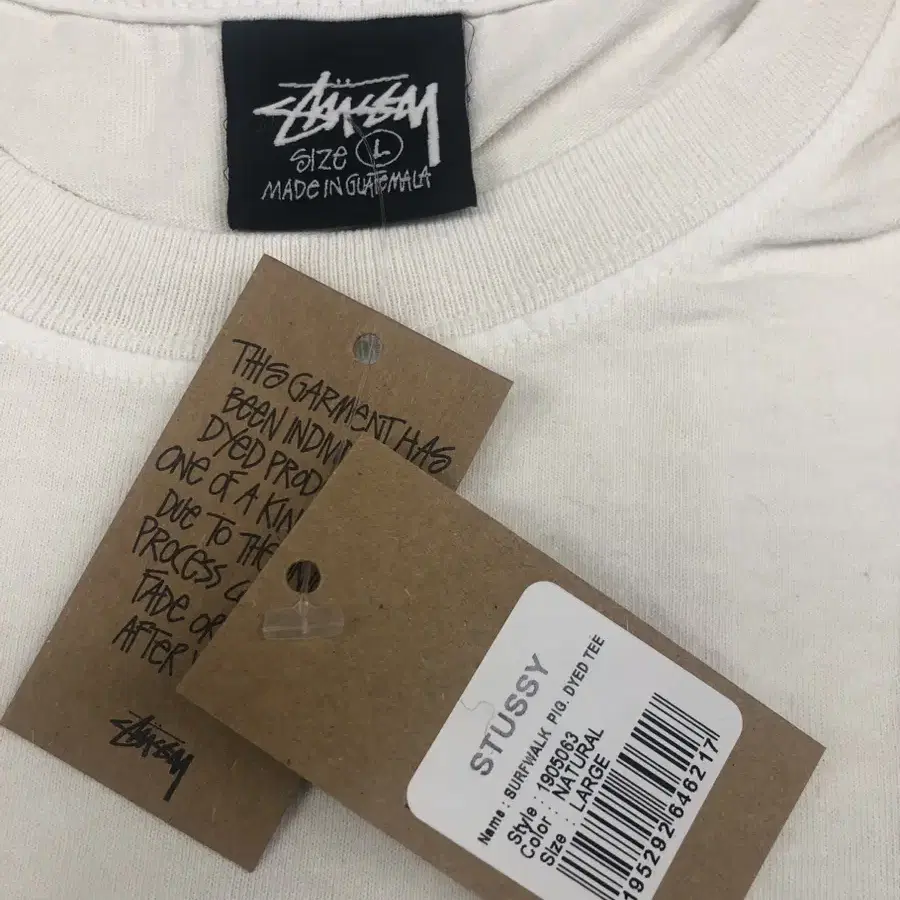 STÜSSY
SIZE L
MADE IN GUATEMALA
THIS GARMENT HAS
BEEN
DYED
ONE OF A
DUE TO THE
PROCESS
FADE OR
AFTER
STÜSSY
STUSSY
Name : SURFWALK PIG. DYED TEE
Style : 1905063
Color : NATURAL
Size : LARGE
195292646217